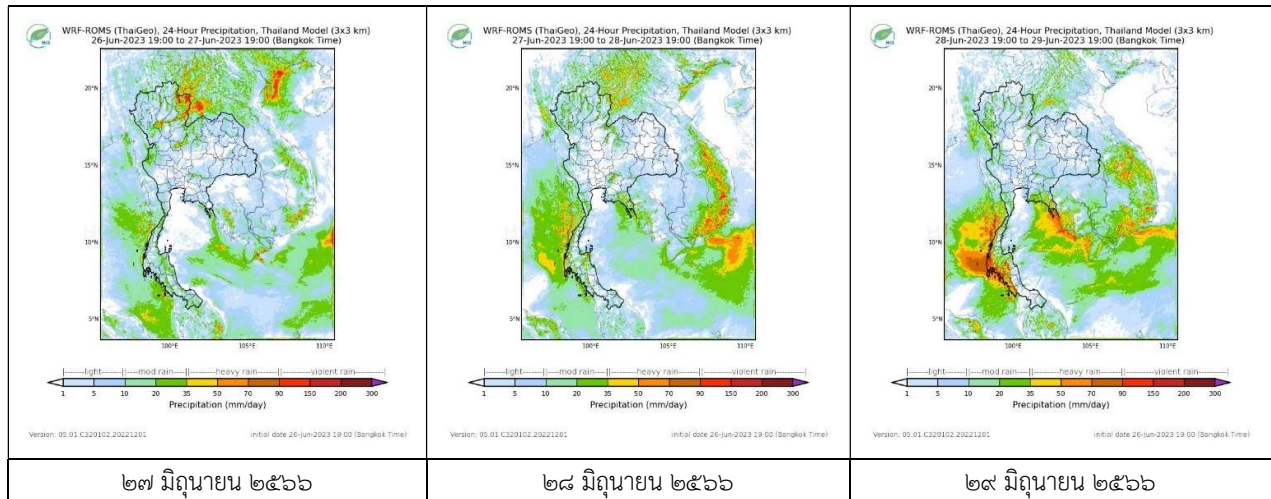 WRF-ROMS (ThaiGeo), 24-Hour Precipitation, Thailand Model (3x3 km)
26-Jun-2023 19:00 to 27-Jun-2023 19:00 (Bangkok Time)
20°N
15°N
10°N
5°N
100°E 105°E 110°E
|--------light-------||----mod rain----||--------heavy rain-------||--------violent rain--------|
1 5 10 20 35 50 70 90 150 200 300
Precipitation (mm/day)
Version: 05.01.C320102.20221201 initial date 26-Jun-2023 19:00 (Bangkok Time)
๒๗ มิถุนายน ๒๕๖๖
WRF-ROMS (ThaiGeo), 24-Hour Precipitation, Thailand Model (3x3 km)
27-Jun-2023 19:00 to 28-Jun-2023 19:00 (Bangkok Time)
20°N
15°N
10°N
5°N
100°E 105°E 110°E
|--------light-------||----mod rain----||--------heavy rain-------||--------violent rain--------|
1 5 10 20 35 50 70 90 150 200 300
Precipitation (mm/day)
Version: 05.01.C320102.20221201 initial date 26-Jun-2023 19:00 (Bangkok Time)
๒๘ มิถุนายน ๒๕๖๖
WRF-ROMS (ThaiGeo), 24-Hour Precipitation, Thailand Model (3x3 km)
28-Jun-2023 19:00 to 29-Jun-2023 19:00 (Bangkok Time)
20°N
15°N
10°N
5°N
100°E 105°E 110°E
|--------light-------||----mod rain----||--------heavy rain-------||--------violent rain--------|
1 5 10 20 35 50 70 90 150 200 300
Precipitation (mm/day)
Version: 05.01.C320102.20221201 initial date 26-Jun-2023 19:00 (Bangkok Time)
๒๙ มิถุนายน ๒๕๖๖